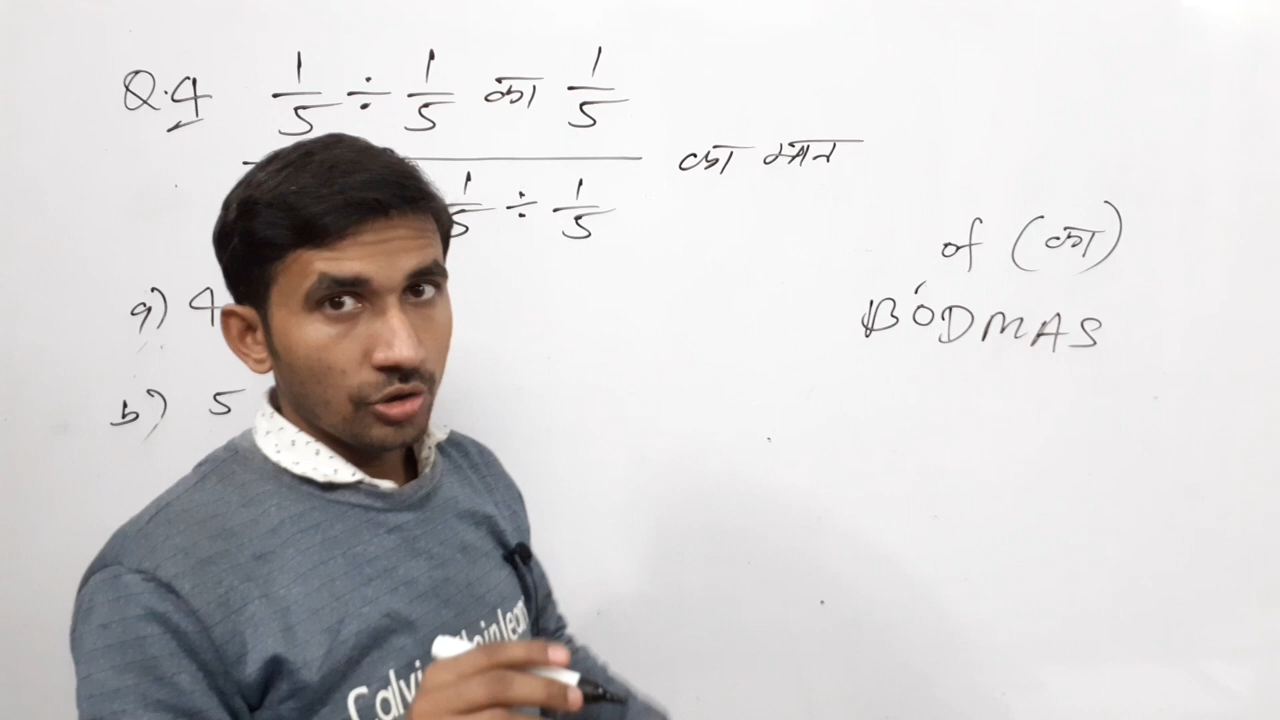 Q.4 1/5 ÷ 1/5 का 1/5
1/5 ÷ 1/5
का मान
of (का)
BODMAS
a) 4
b) 5